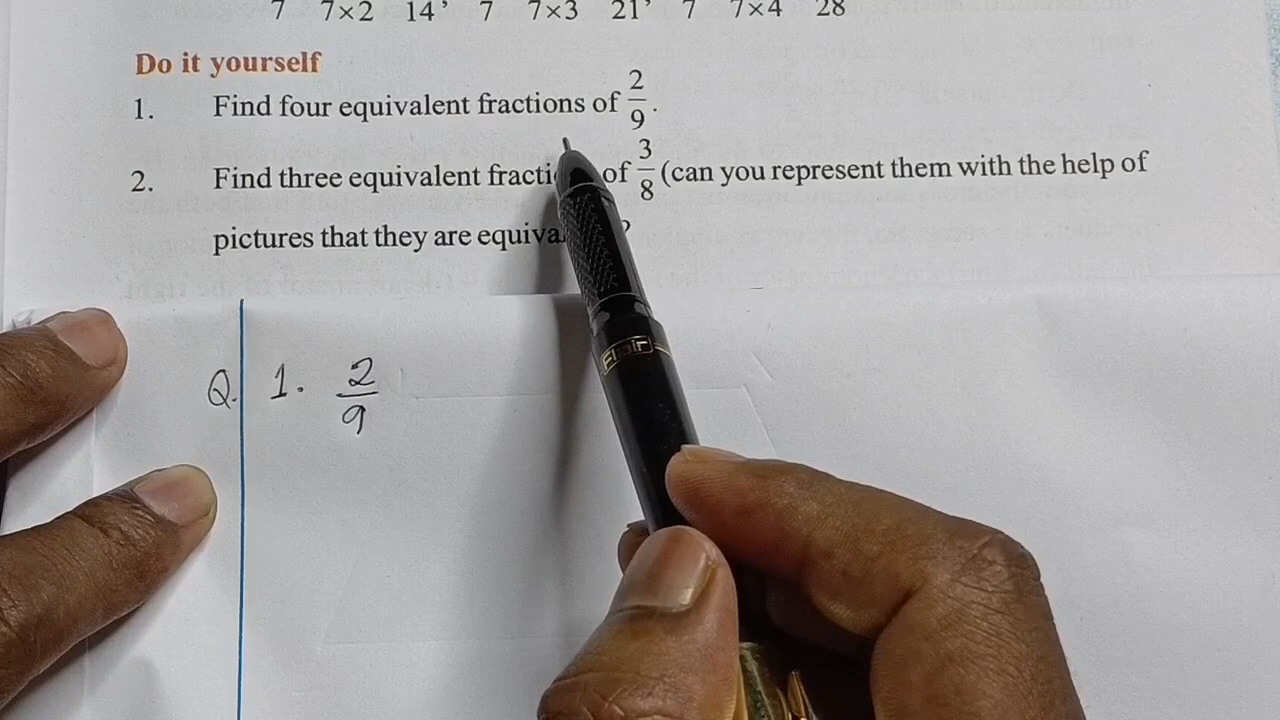 7 7×2 14, 7 7×3 21, 7 7×4 28
Do it yourself
1. Find four equivalent fractions of 2/9.
2. Find three equivalent of 3/8 (can you represent them with the help of
pictures that they are ?
Flair
Q. 1. 2/9